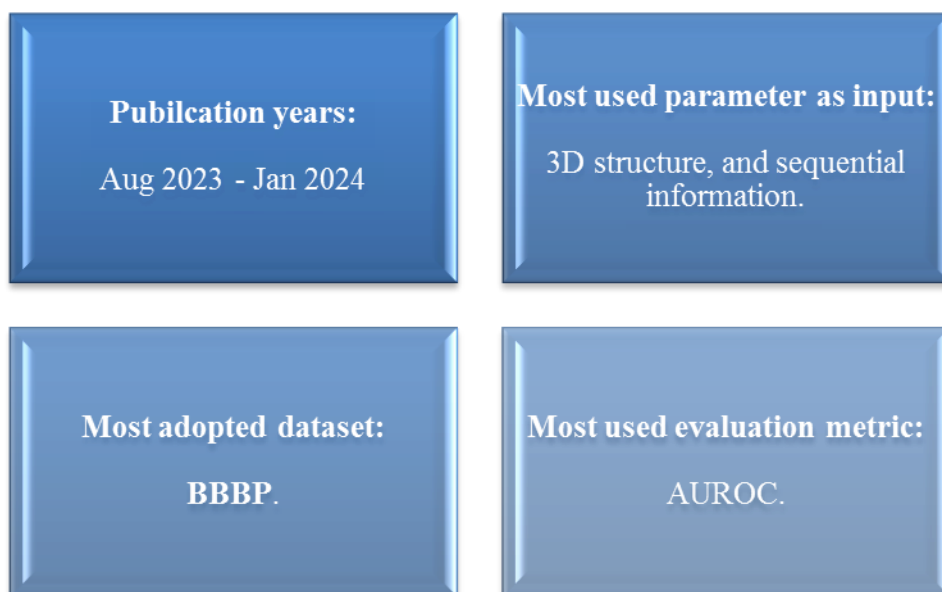 Pubilcation years:
Aug 2023 - Jan 2024
Most used parameter as input:
3D structure, and sequential
information.
Most adopted dataset:
BBBP.
Most used evaluation metric:
AUROC.